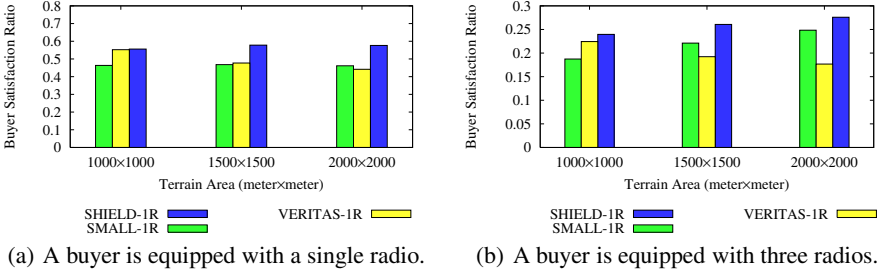 Buyer Satisfaction Ratio
0.8
0.7
0.6
0.5
0.4
0.3
0.2
0.1
0
1000×1000
1500×1500
2000×2000
Terrain Area (meter×meter)
SHIELD-1R
VERITAS-1R
SMALL-1R
(a) A buyer is equipped with a single radio.
Buyer Satisfaction Ratio
0.3
0.25
0.2
0.15
0.1
0.05
0
1000×1000
1500×1500
2000×2000
Terrain Area (meter×meter)
SHIELD-1R
VERITAS-1R
SMALL-1R
(b) A buyer is equipped with three radios.